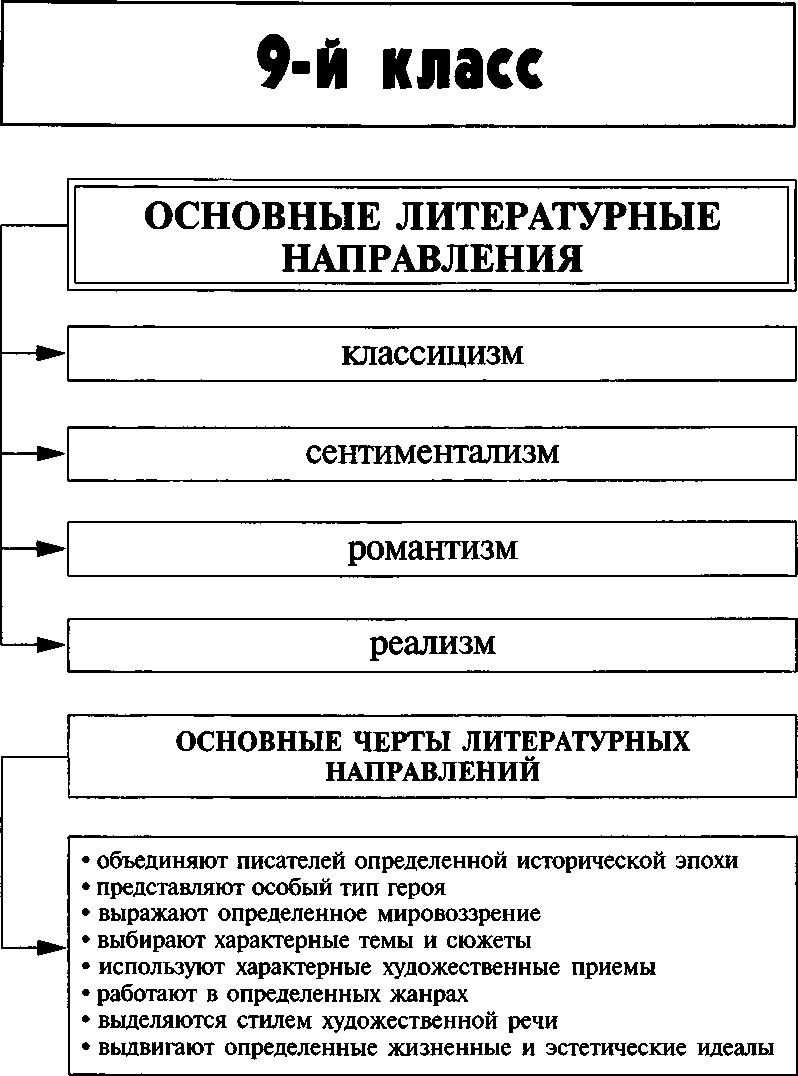 9-й класс
ОСНОВНЫЕ ЛИТЕРАТУРНЫЕ
НАПРАВЛЕНИЯ
классицизм
сентиментализм
романтизм
реализм
ОСНОВНЫЕ ЧЕРТЫ ЛИТЕРАТУРНЫХ
НАПРАВЛЕНИЙ
• объединяют писателей определенной исторической эпохи
• представляют особый тип героя
• выражают определенное мировоззрение
• выбирают характерные темы и сюжеты
• используют характерные художественные приемы
• работают в определенных жанрах
• выделяются стилем художественной речи
• выдвигают определенные жизненные и эстетические идеалы